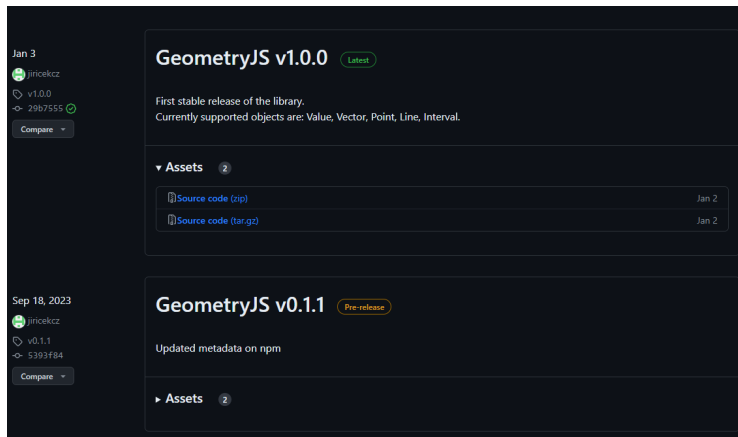 Jan 3
jiricekcz
v1.0.0
29b7555
Compare
GeometryJS v1.0.0 Latest
First stable release of the library.
Currently supported objects are: Value, Vector, Point, Line, Interval.
Assets 2
Source code (zip) Jan 2
Source code (tar.gz) Jan 2
Sep 18, 2023
jiricekcz
v0.1.1
5393f84
Compare
GeometryJS v0.1.1 Pre-release
Updated metadata on npm
Assets 2